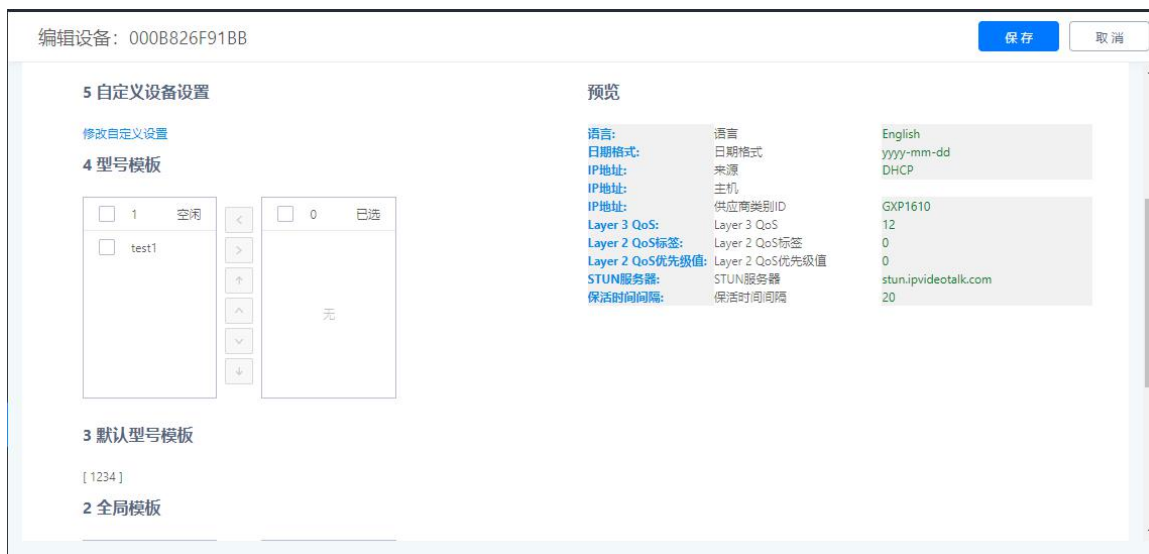 编辑设备：000B826F91BB
保存
取消
5 自定义设备设置
修改自定义设置
4 型号模板
1 空闲
test1
0 已选
无
3 默认型号模板
[ 1234 ]
2 全局模板
预览
语言: 语言 English
日期格式: 日期格式 yyyy-mm-dd
IP地址: 来源 DHCP
IP地址: 主机
IP地址: 供应商类别ID GXP1610
Layer 3 QoS: Layer 3 QoS 12
Layer 2 QoS标签: Layer 2 QoS标签 0
Layer 2 QoS优先级值: Layer 2 QoS优先级值 0
STUN服务器: STUN服务器 stun.ipvideotalk.com
保活时间间隔: 保活时间间隔 20